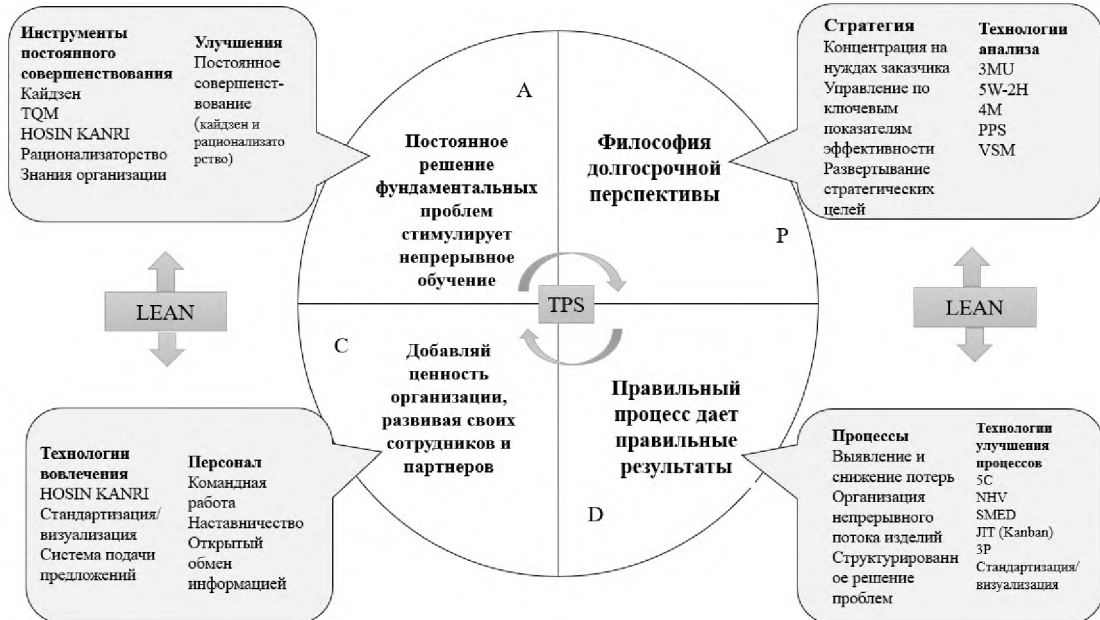 Инструменты
постоянного
совершенствования
Кайдзен
TQM
HOSIN KANRI
Рационализаторство
Знания организации
Улучшения
Постоянное
совершенст-
вование
(кайдзен и
рационализато
рство)
A
Постоянное
решение
фундаментальных
проблем
стимулирует
непрерывное
обучение
Философия
долгосрочной
перспективы
P
Стратегия
Концентрация на
нуждах заказчика
Управление по
ключевым
показателям
эффективности
Развертывание
стратегических
целей
Технологии
анализа
3MU
5W-2H
4M
PPS
VSM
LEAN
TPS
LEAN
C
Добавляй
ценность
организации,
развивая своих
сотрудников и
партнеров
Правильный
процесс дает
правильные
результаты
D
Технологии
вовлечения
HOSIN KANRI
Стандартизация/
визуализация
Система подачи
предложений
Персонал
Командная
работа
Наставничество
Открытый
обмен
информацией
Процессы
Выявление и
снижение потерь
Организация
непрерывного
потока изделий
Структурированн
ое решение
проблем
Технологии
улучшения
процессов
5С
NHV
SMED
JIT (Kanban)
3P
Стандартизация/
визуализация